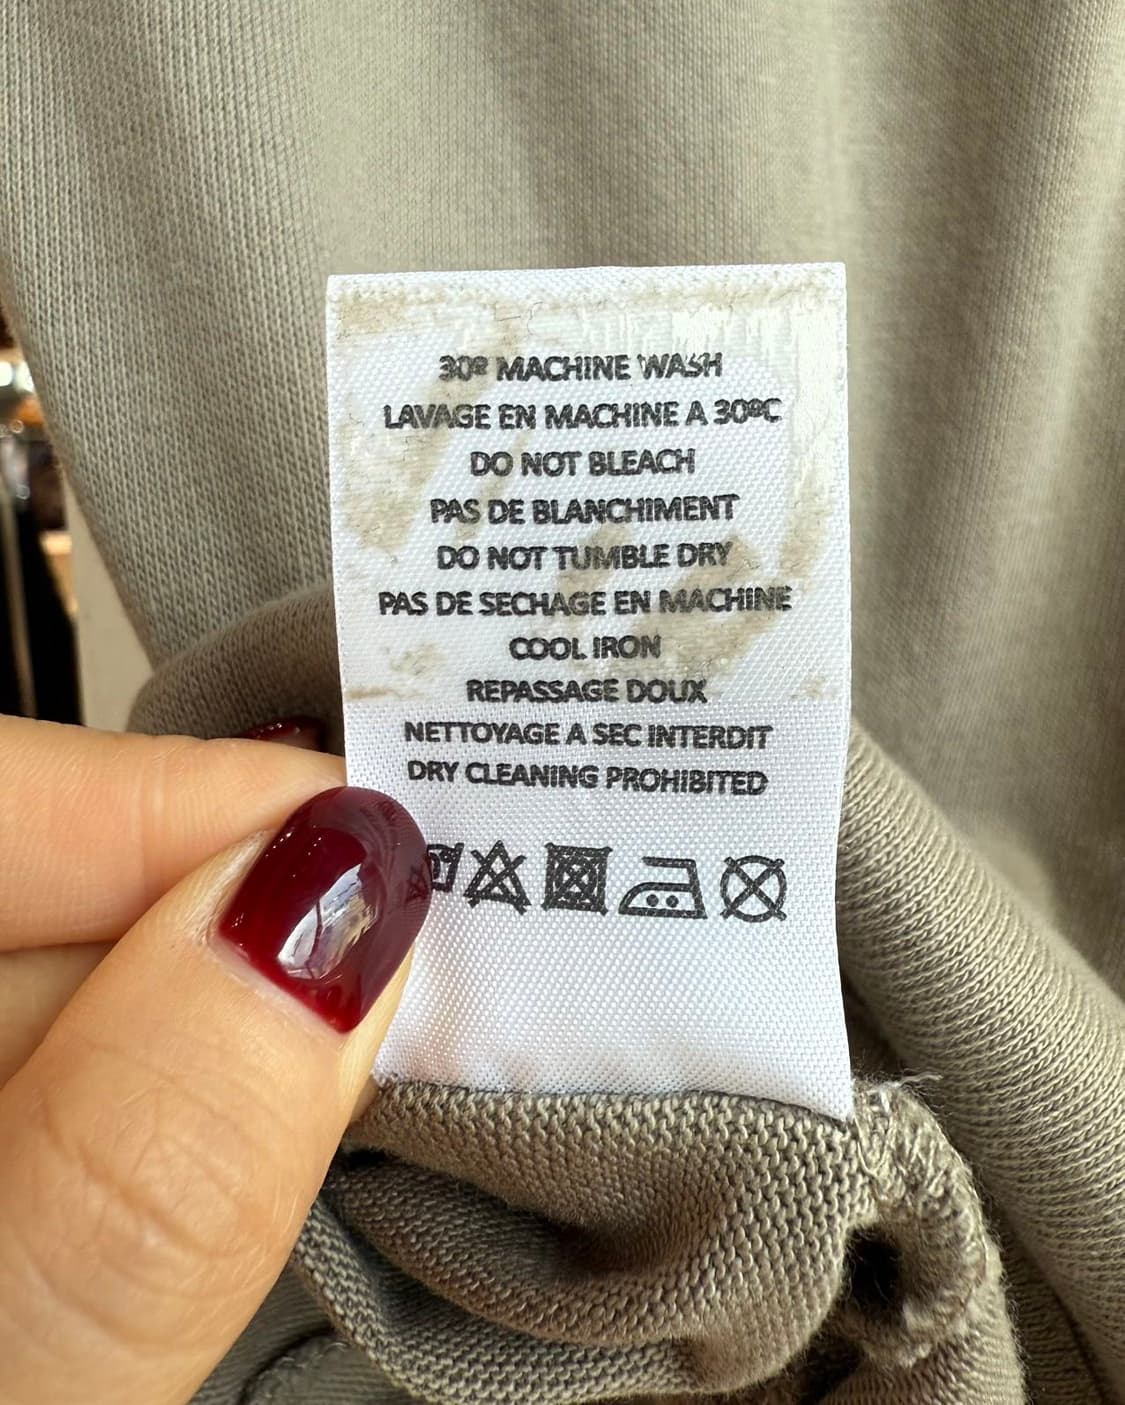 30º MACHINE WASH
LAVAGE EN MACHINE A 30ºC
DO NOT BLEACH
PAS DE BLANCHIMENT
DO NOT TUMBLE DRY
PAS DE SECHAGE EN MACHINE
COOL IRON
REPASSAGE DOUX
NETTOYAGE A SEC INTERDIT
DRY CLEANING PROHIBITED